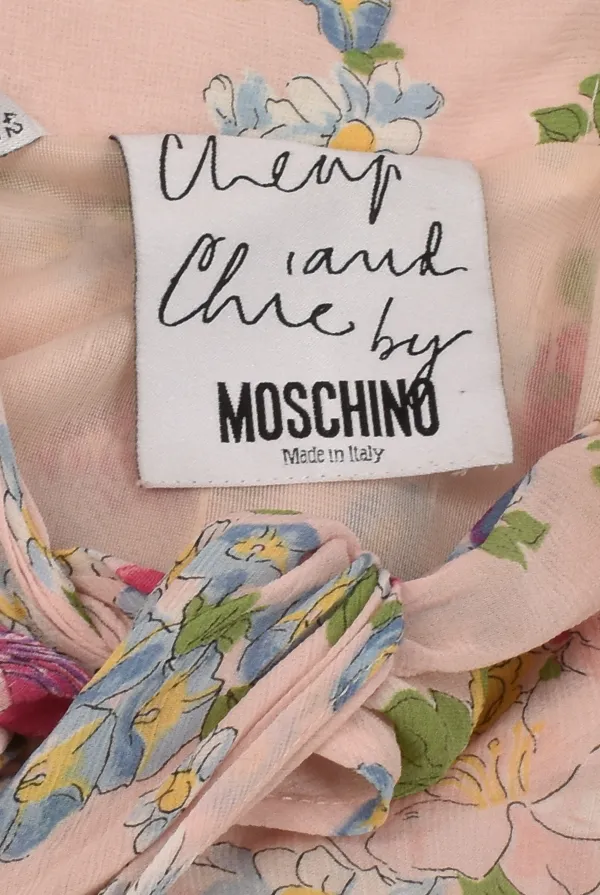 42
Cheap
and
Chic
by
MOSCHINO
Made in Italy